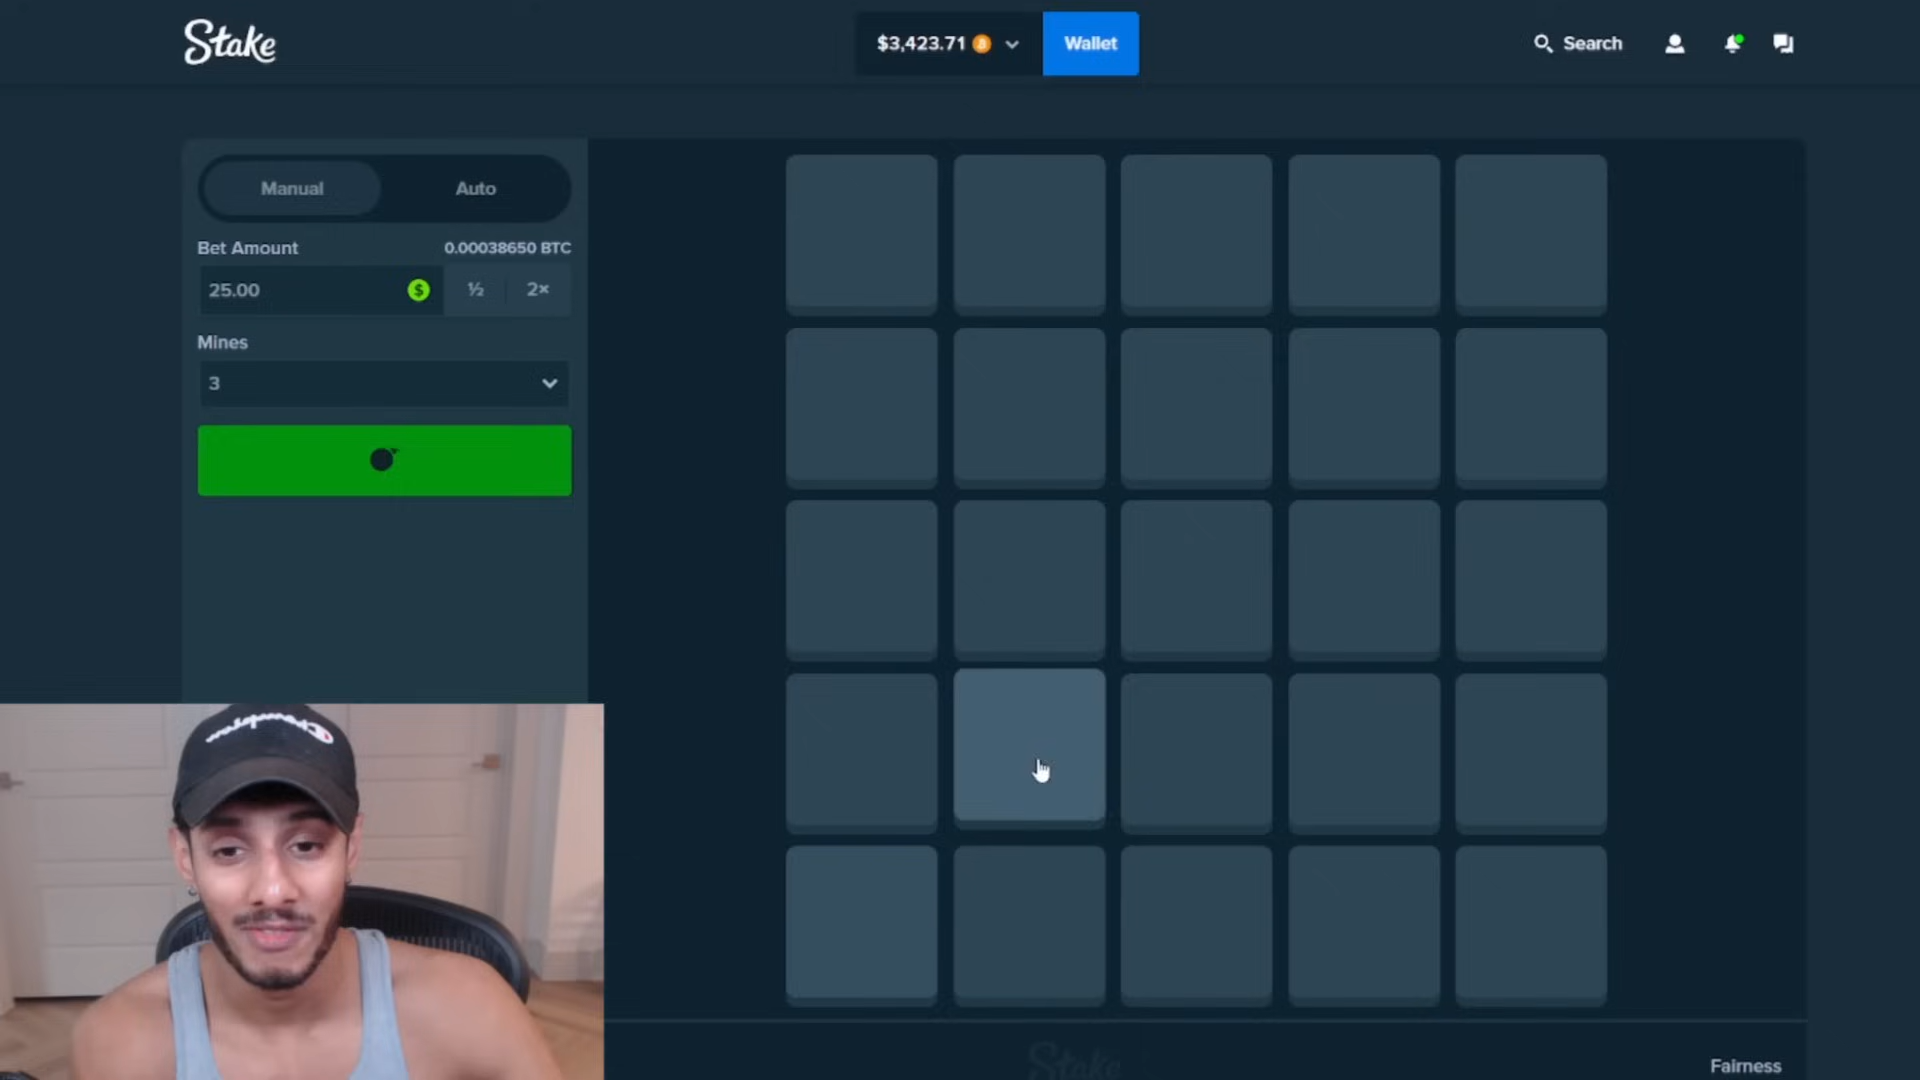 Stake
$3,423.71
Wallet
Search
Manual
Auto
Bet Amount
0.00038650 BTC
25.00
$
½
2×
Mines
3
Stake
Fairness